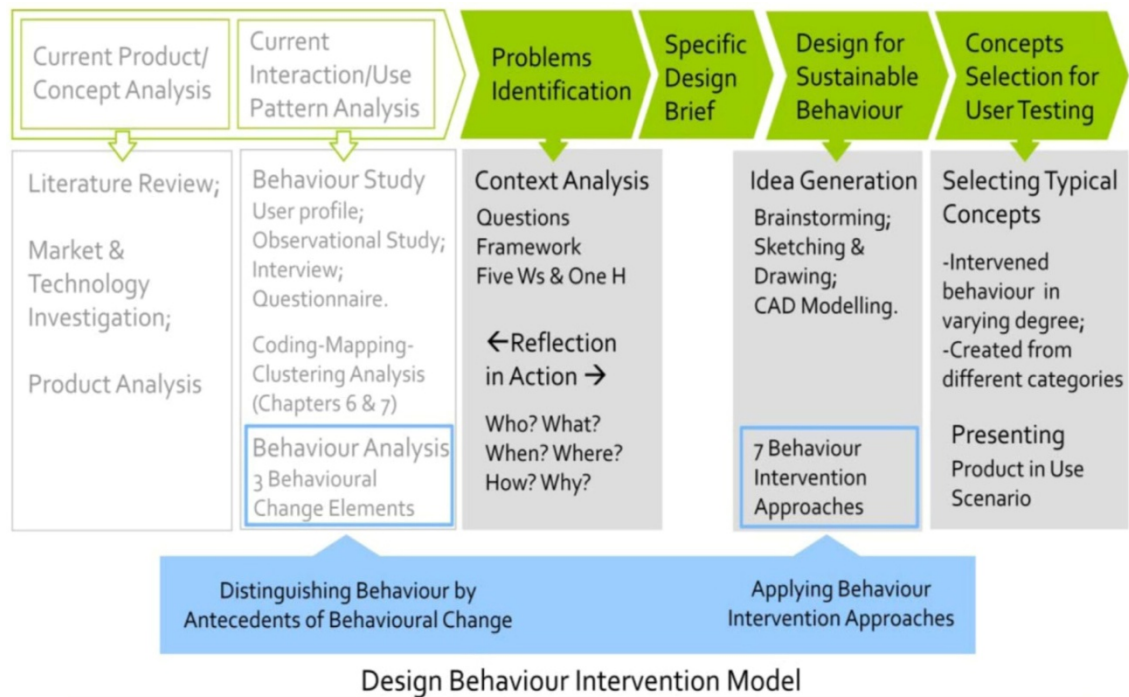 Current Product/
Concept Analysis
Current
Interaction/Use
Pattern Analysis
Problems
Identification
Specific
Design
Brief
Design for
Sustainable
Behaviour
Concepts
Selection for
User Testing
Literature Review;
Market &
Technology
Investigation;
Product Analysis
Behaviour Study
User profile;
Observational Study;
Interview;
Questionnaire.
Coding-Mapping-
Clustering Analysis
(Chapters 6 & 7)
Behaviour Analysis
3 Behavioural
Change Elements
Context Analysis
Questions
Framework
Five Ws & One H
←Reflection
in Action →
Who? What?
When? Where?
How? Why?
Idea Generation
Brainstorming;
Sketching &
Drawing;
CAD Modelling.
7 Behaviour
Intervention
Approaches
Selecting Typical
Concepts
-Intervened
behaviour in
varying degree;
-Created from
different categories
Presenting
Product in Use
Scenario
Distinguishing Behaviour by
Antecedents of Behavioural Change
Applying Behaviour
Intervention Approaches
Design Behaviour Intervention Model